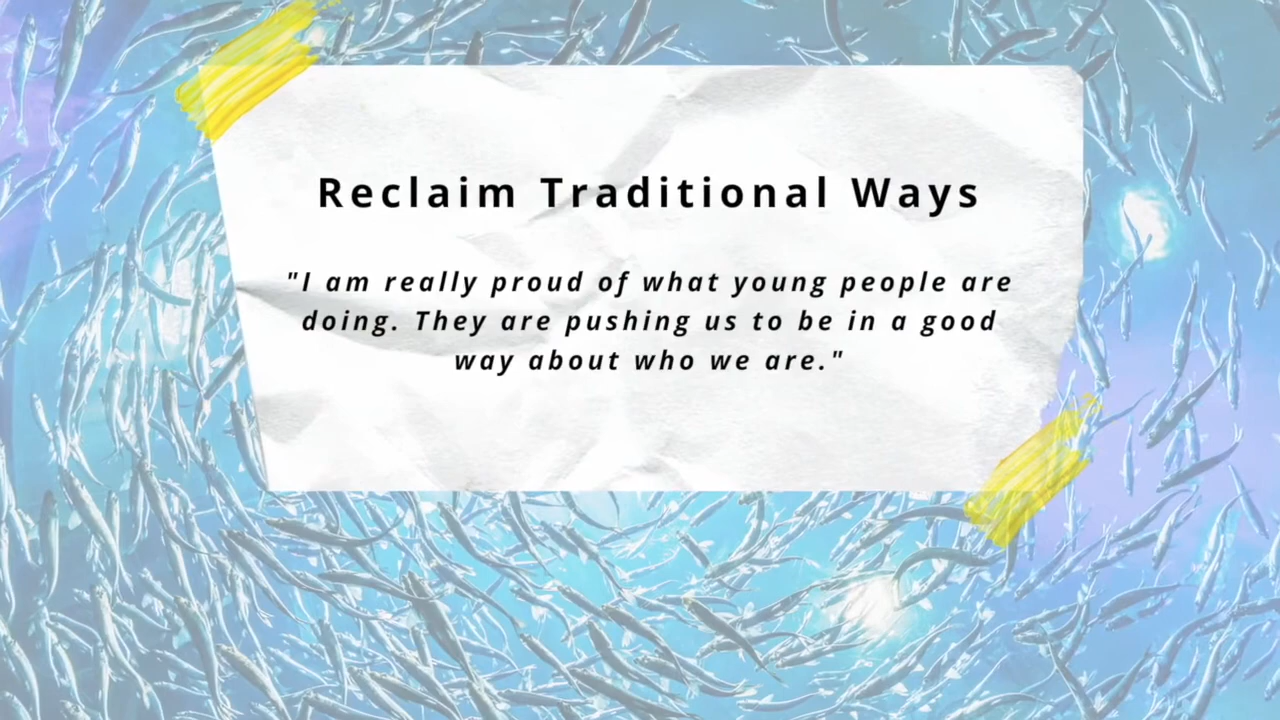 Reclaim Traditional Ways
"I am really proud of what young people are
doing. They are pushing us to be in a good
way about who we are."